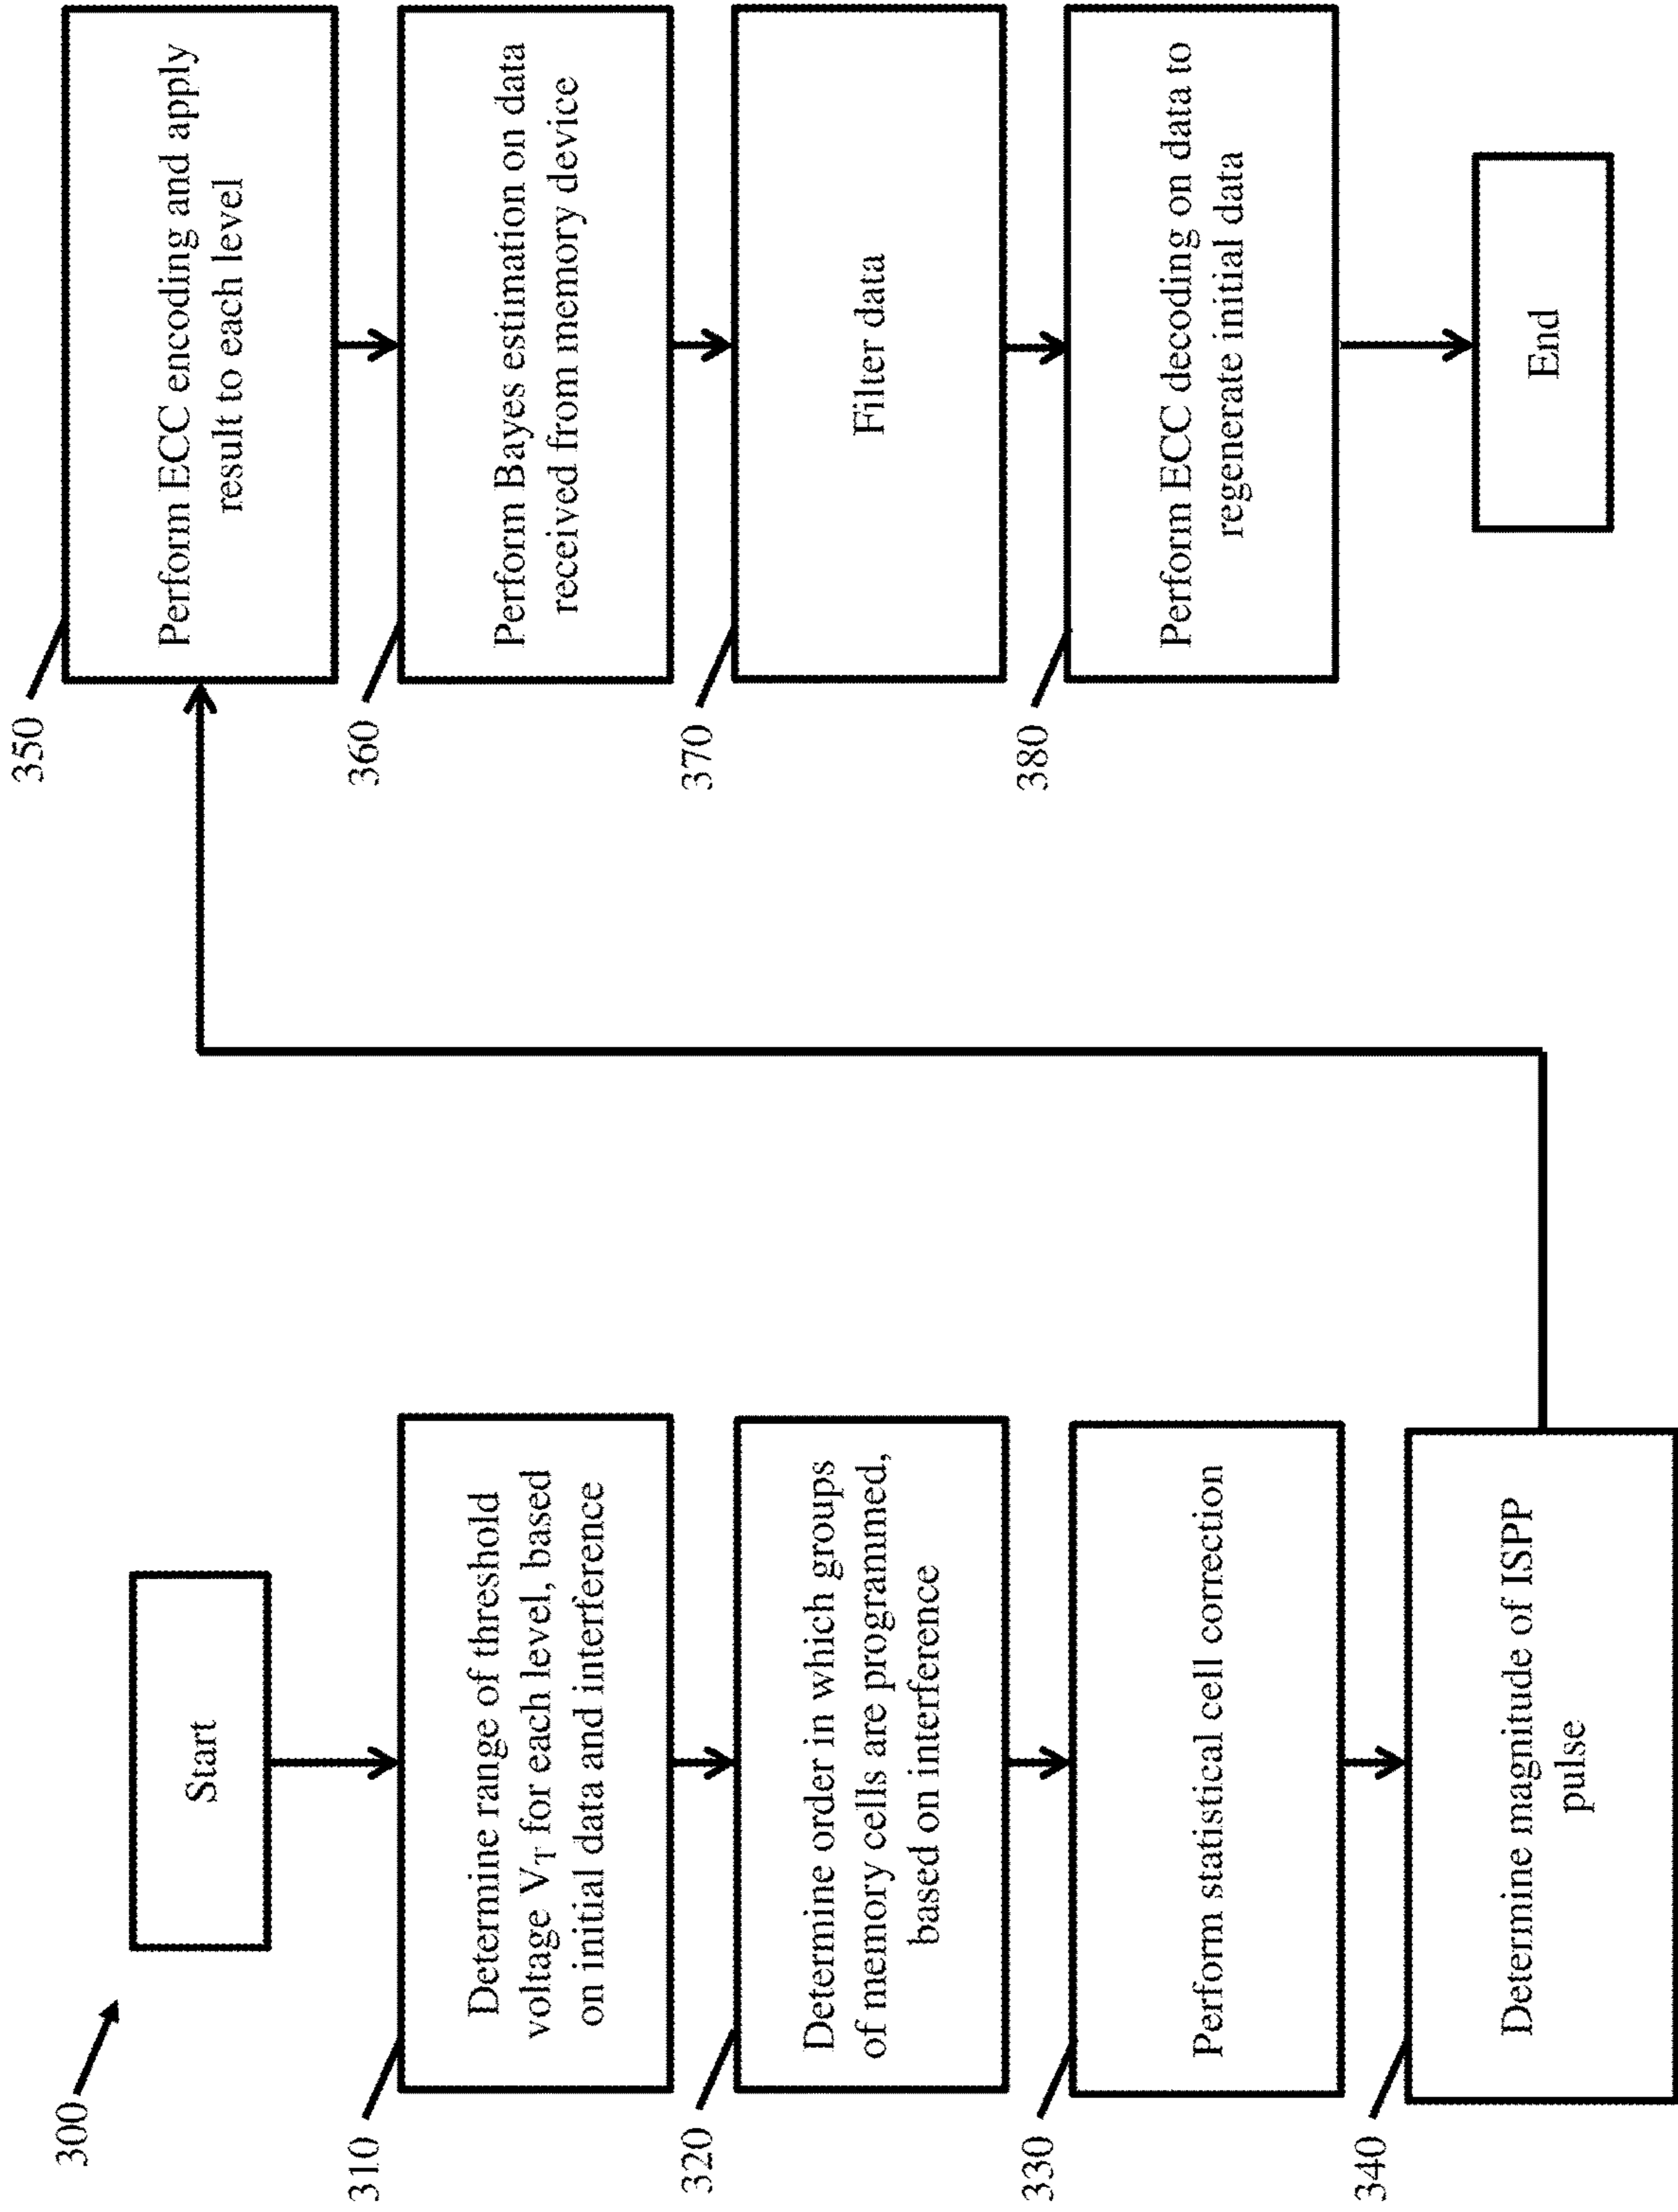 300
Start
310
Determine range of threshold
voltage VT for each level, based
on initial data and interference
320
Determine order in which groups
of memory cells are programmed,
based on interference
330
Perform statistical cell correction
340
Determine magnitude of ISPP
pulse
350
Perform ECC encoding and apply
result to each level
360
Perform Bayes estimation on data
received from memory device
370
Filter data
380
Perform ECC decoding on data to
regenerate initial data
End